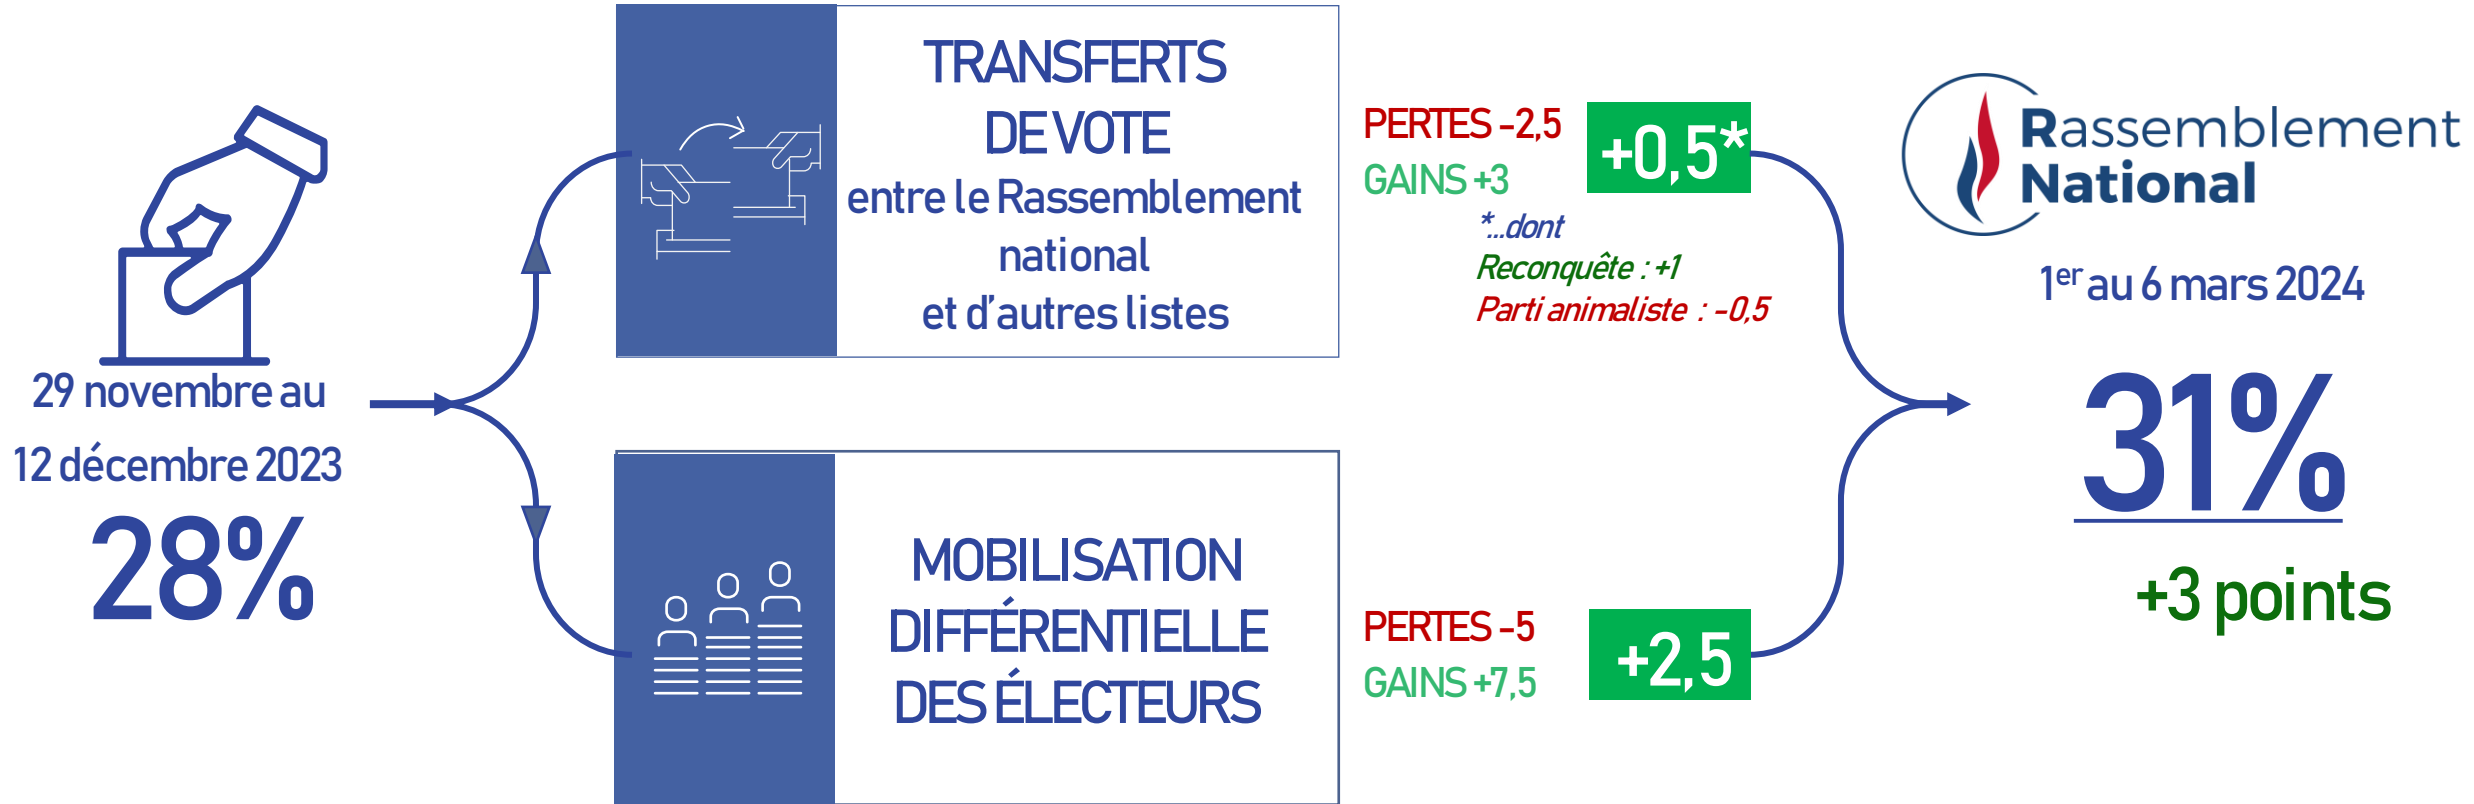 29 novembre au
12 décembre 2023
28%
TRANSFERTS
DE VOTE
entre le Rassemblement
national
et d'autres listes
PERTES -2,5
GAINS +3
+0,5*
*...dont
Reconquête : +1
Parti animaliste : -0,5
MOBILISATION
DIFFÉRENTIELLE
DES ÉLECTEURS
PERTES -5
GAINS +7,5
+2,5
Rassemblement
National
1er au 6 mars 2024
31%
+3 points